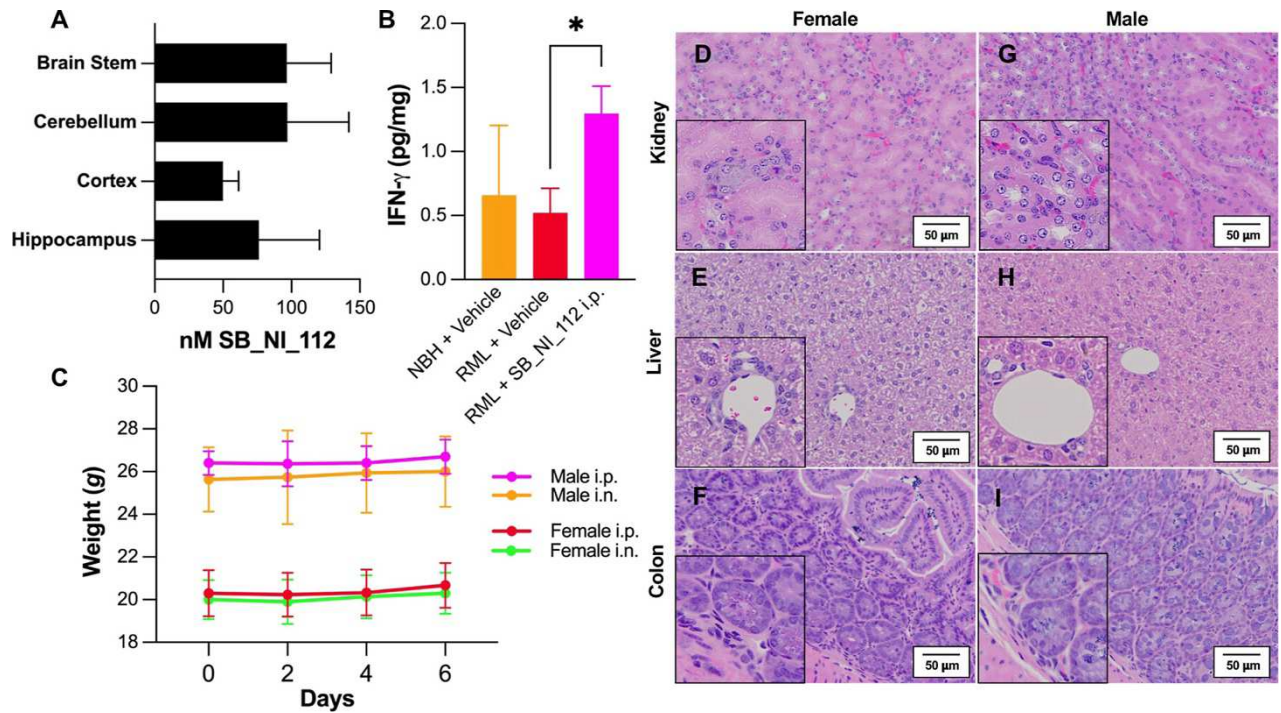 A
Brain Stem
Cerebellum
Cortex
Hippocampus
0
50
100
150
nM SB_NI_112
B
IFN-γ (pg/mg)
2.0
1.5
1.0
0.5
0.0
*
NBH + Vehicle
RML + Vehicle
RML + SB_NI_112 i.p.
C
Weight (g)
30
28
26
24
22
20
18
0
2
4
6
Days
Male i.p.
Male i.n.
Female i.p.
Female i.n.
Female
Male
Kidney
D
50 µm
G
50 µm
Liver
E
50 µm
H
50 µm
Colon
F
50 µm
I
50 µm